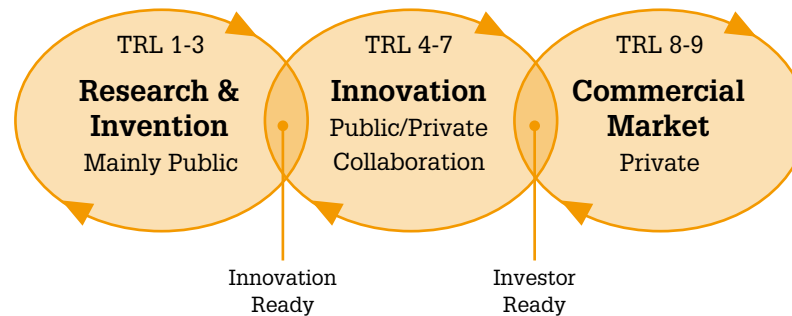 TRL 1-3
Research &
Invention
Mainly Public
TRL 4-7
Innovation
Public/Private
Collaboration
TRL 8-9
Commercial
Market
Private
Innovation
Ready
Investor
Ready